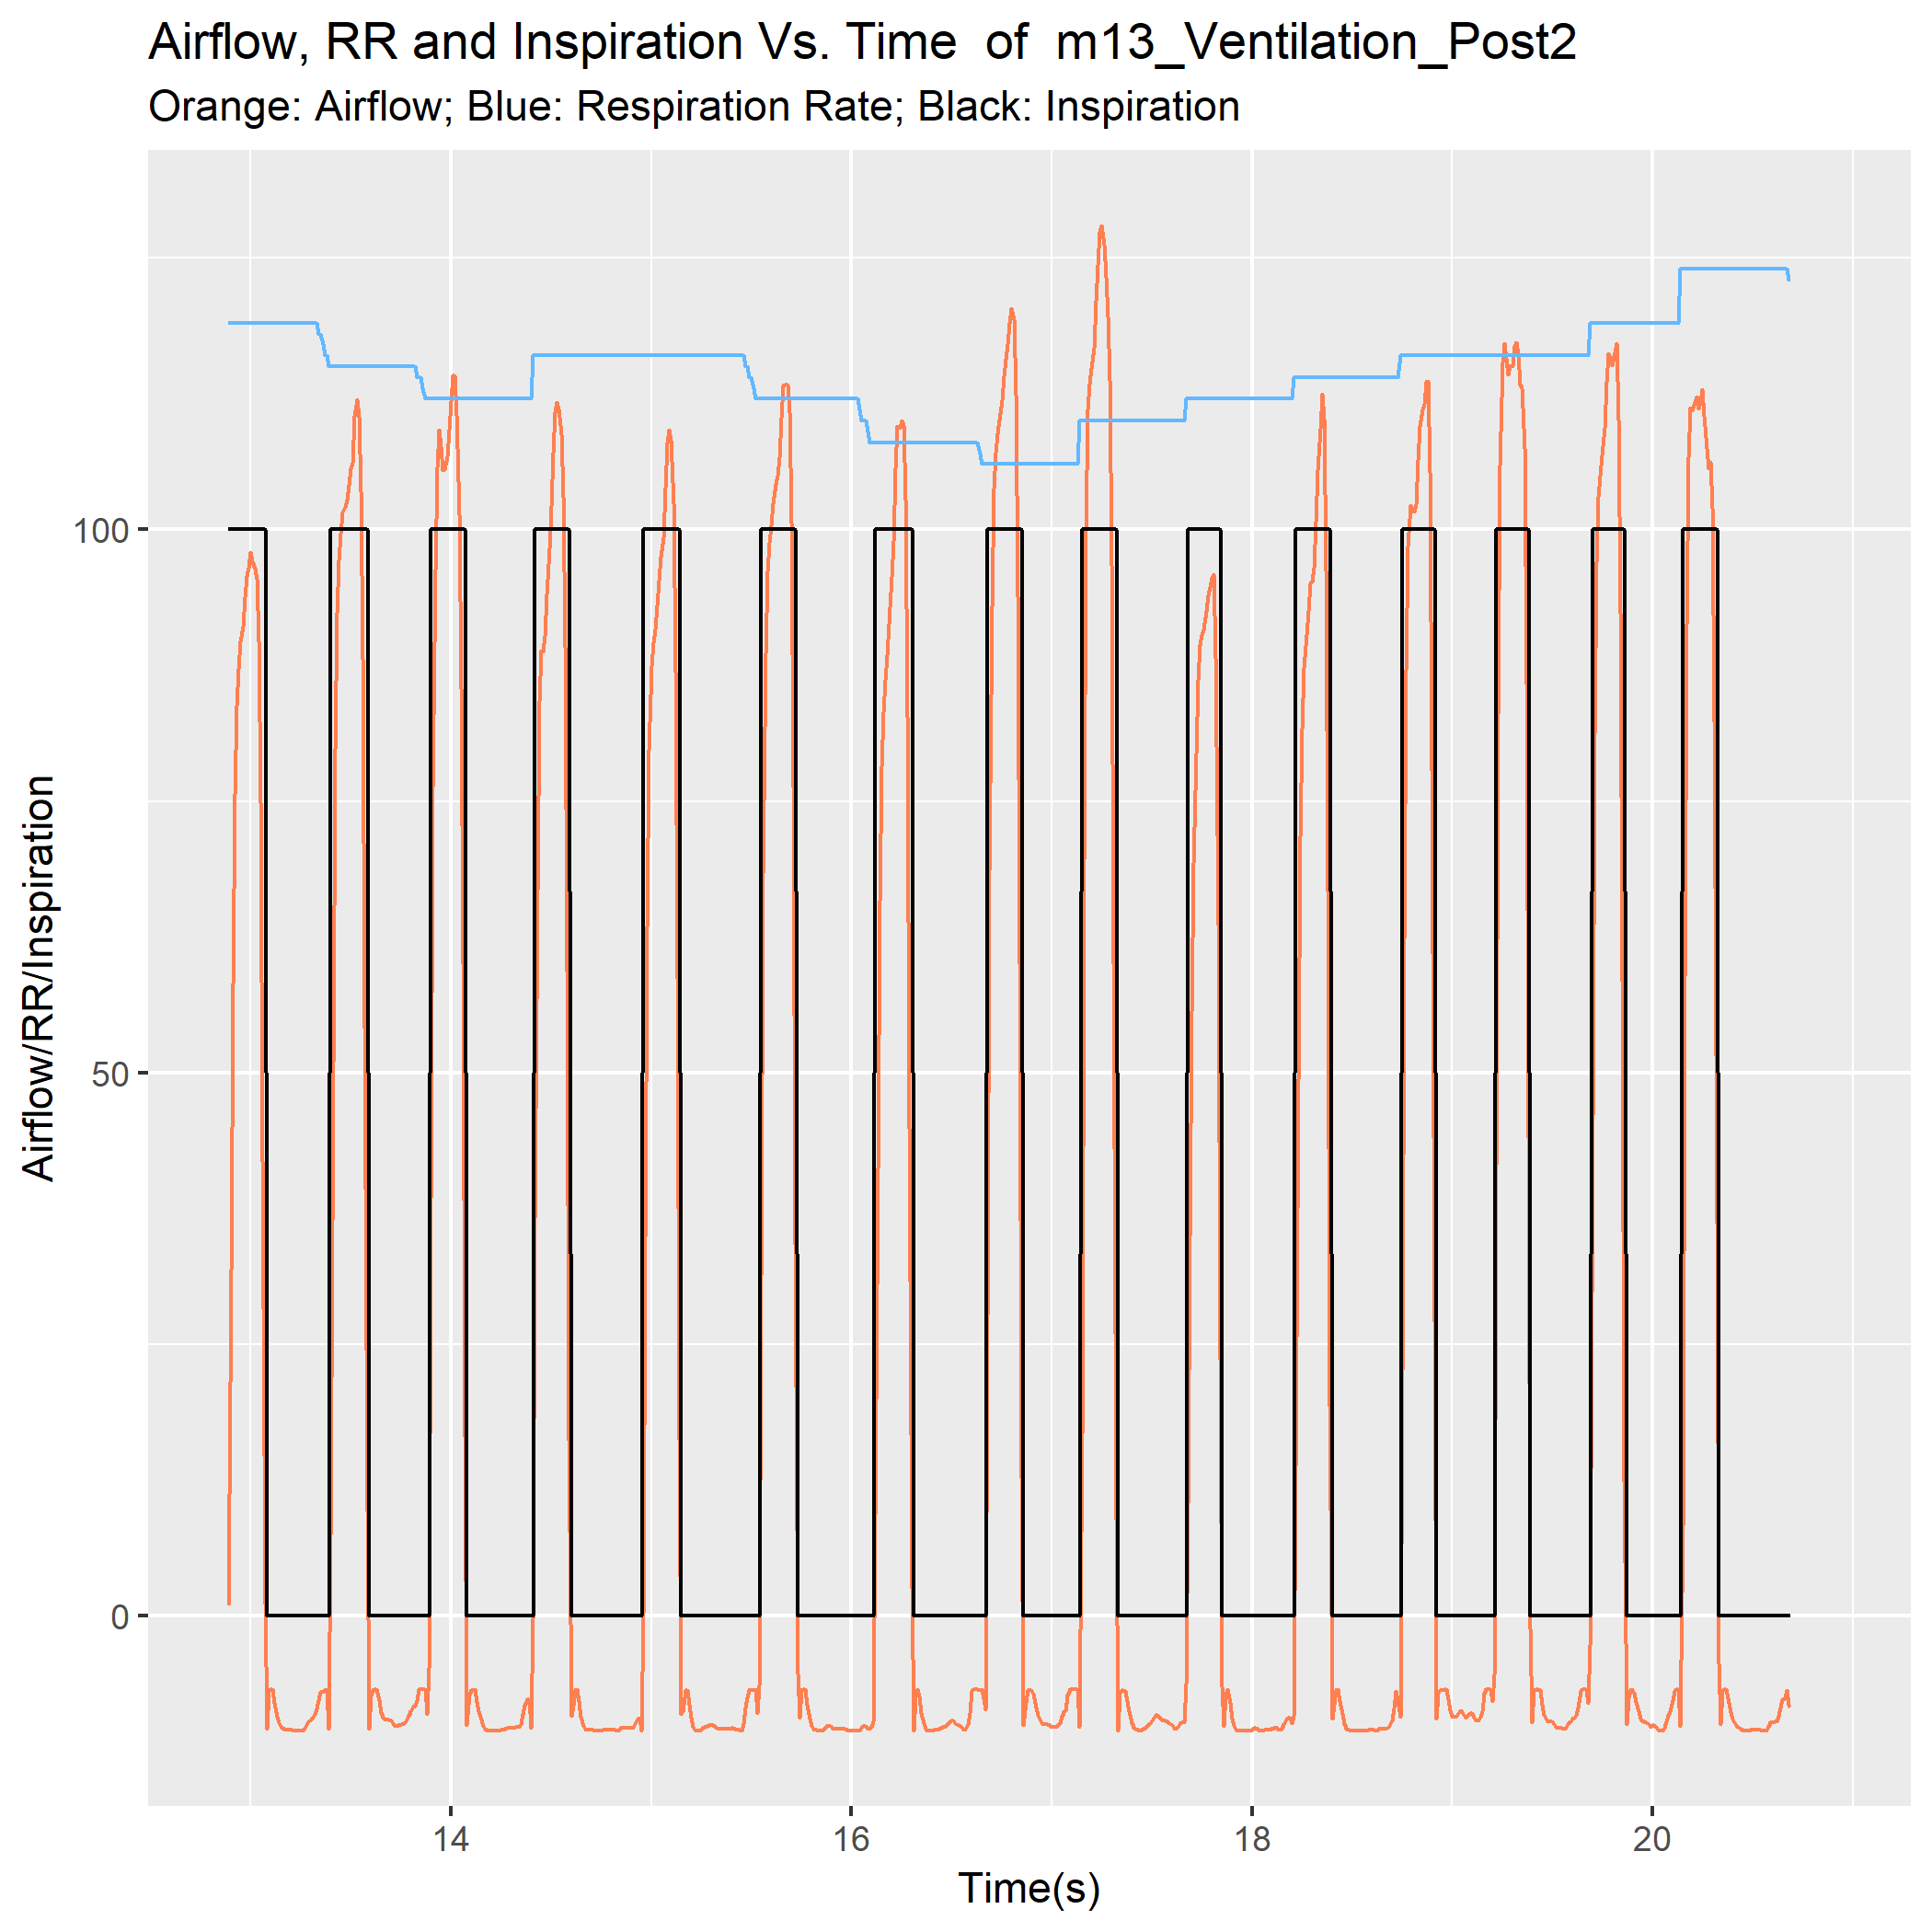 Airflow, RR and Inspiration Vs. Time  of  m13_Ventilation_Post2
Orange: Airflow; Blue: Respiration Rate; Black: Inspiration
Airflow/RR/Inspiration
100
50
0
14 16 18 20
Time(s)